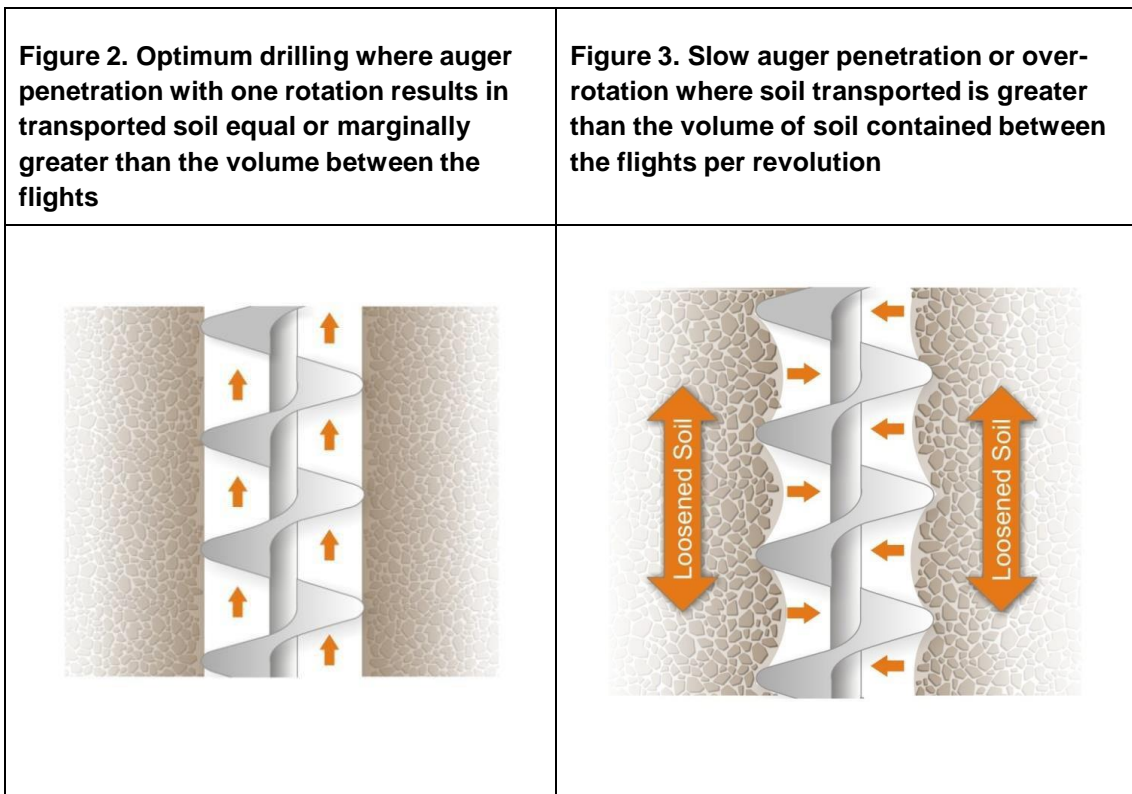 Figure 2. Optimum drilling where auger
penetration with one rotation results in
transported soil equal or marginally
greater than the volume between the
flights
Figure 3. Slow auger penetration or over-
rotation where soil transported is greater
than the volume of soil contained between
the flights per revolution
Loosened Soil
Loosened Soil